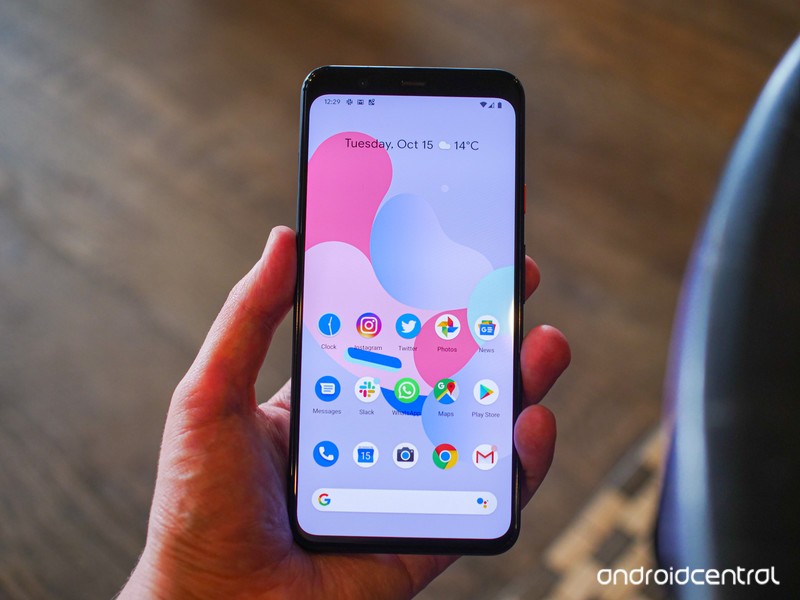 12:29
Tuesday, Oct 15 14°C
Clock Instagram Twitter Photos News
Messages Slack WhatsApp Maps Play Store
15
G
androidcentral